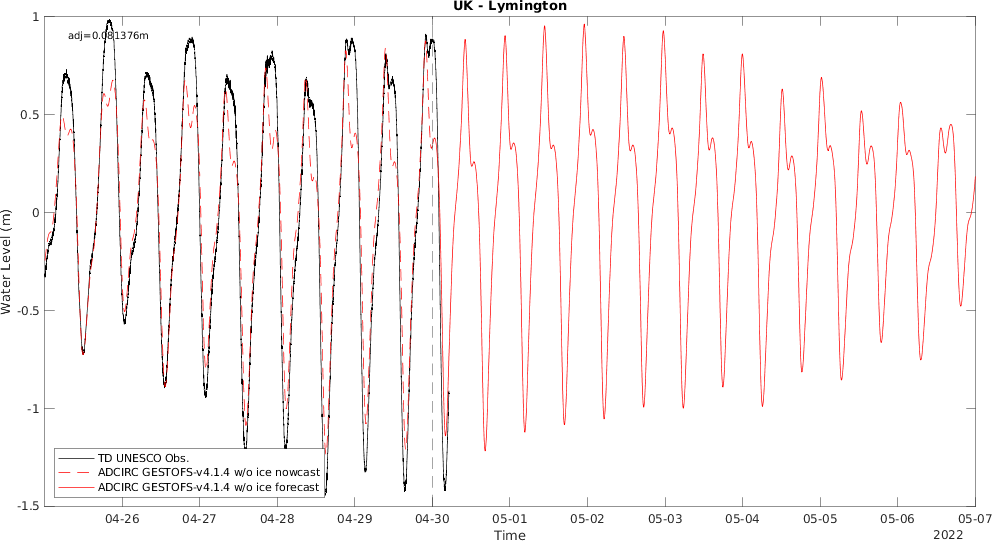 UK - Lymington
adj=0.081376m
1
0.5
0
-0.5
-1
-1.5
Water Level (m)
TD UNESCO Obs.
ADCIRC GESTOFS-v4.1.4 w/o ice nowcast
ADCIRC GESTOFS-v4.1.4 w/o ice forecast
04-26 04-27 04-28 04-29 04-30 05-01 05-02 05-03 05-04 05-05 05-06 05-07
Time
2022